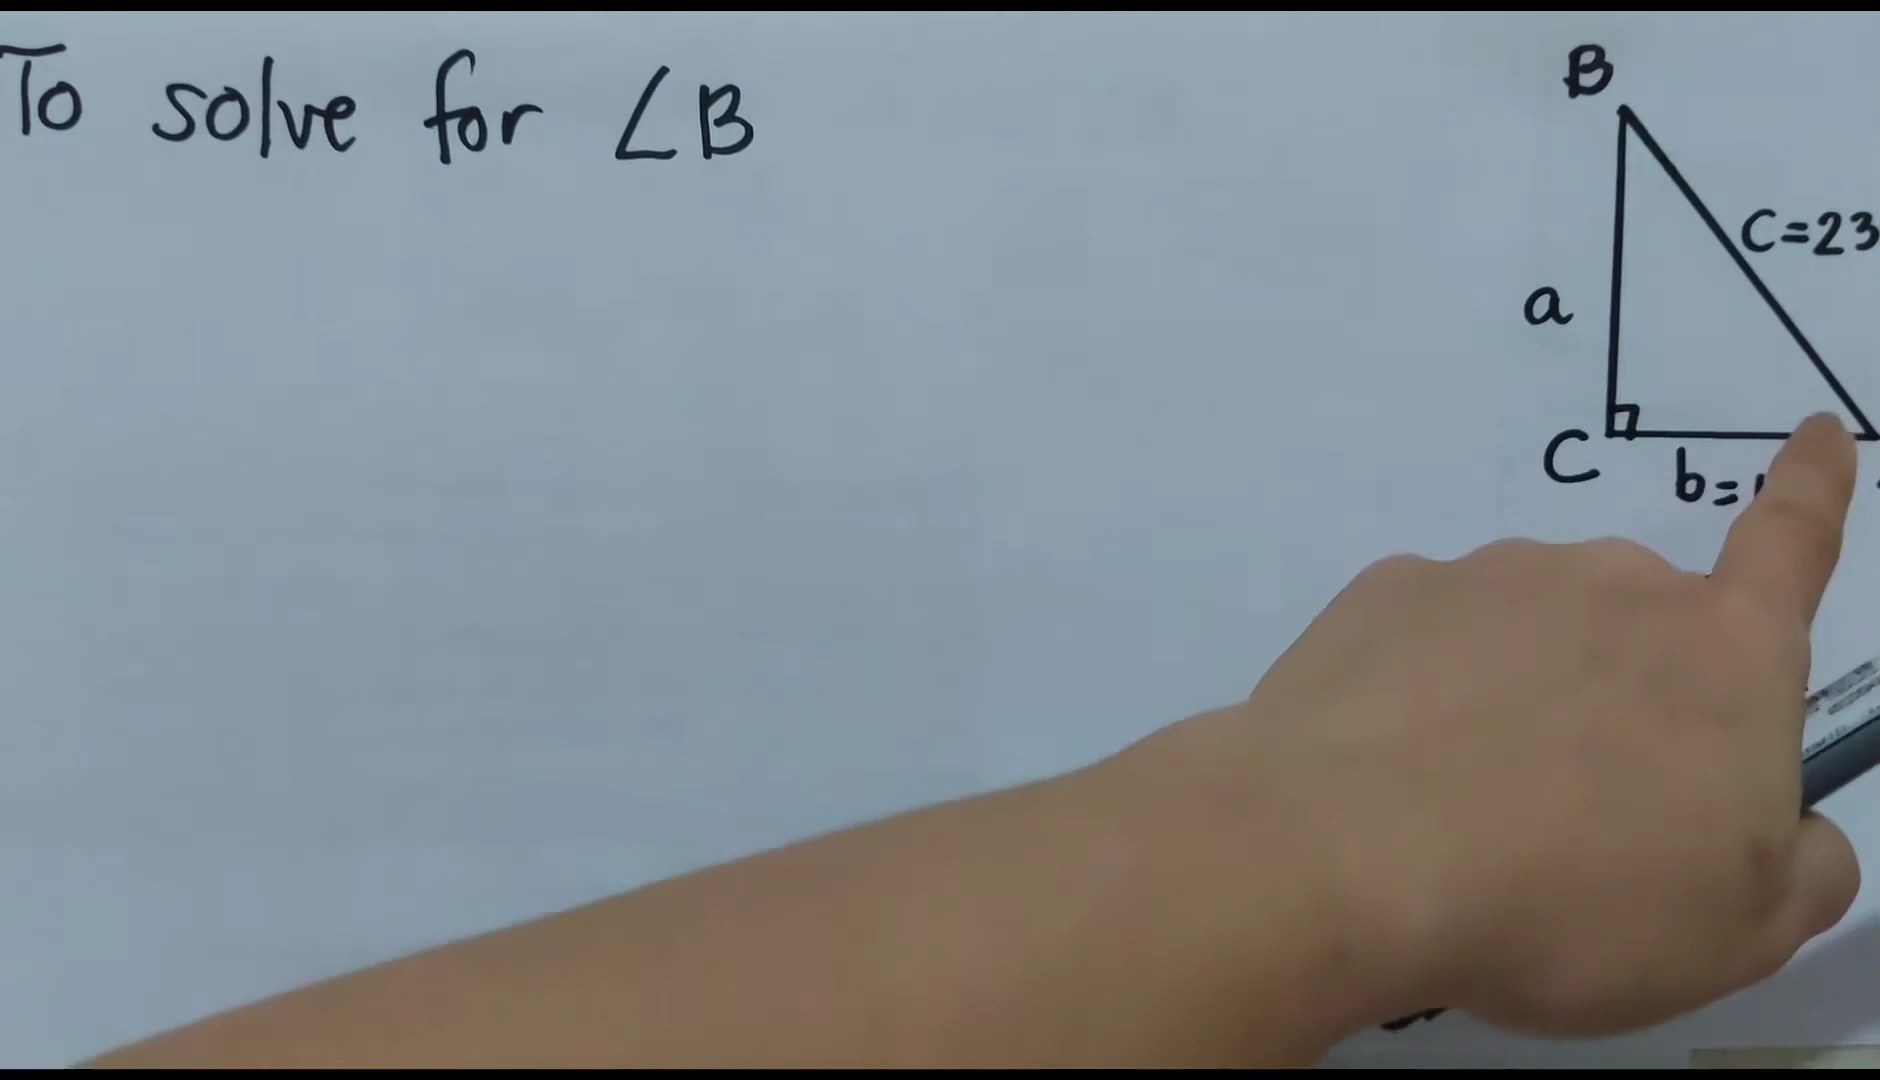 To solve for ∠B
B
C=23
a
C
b=